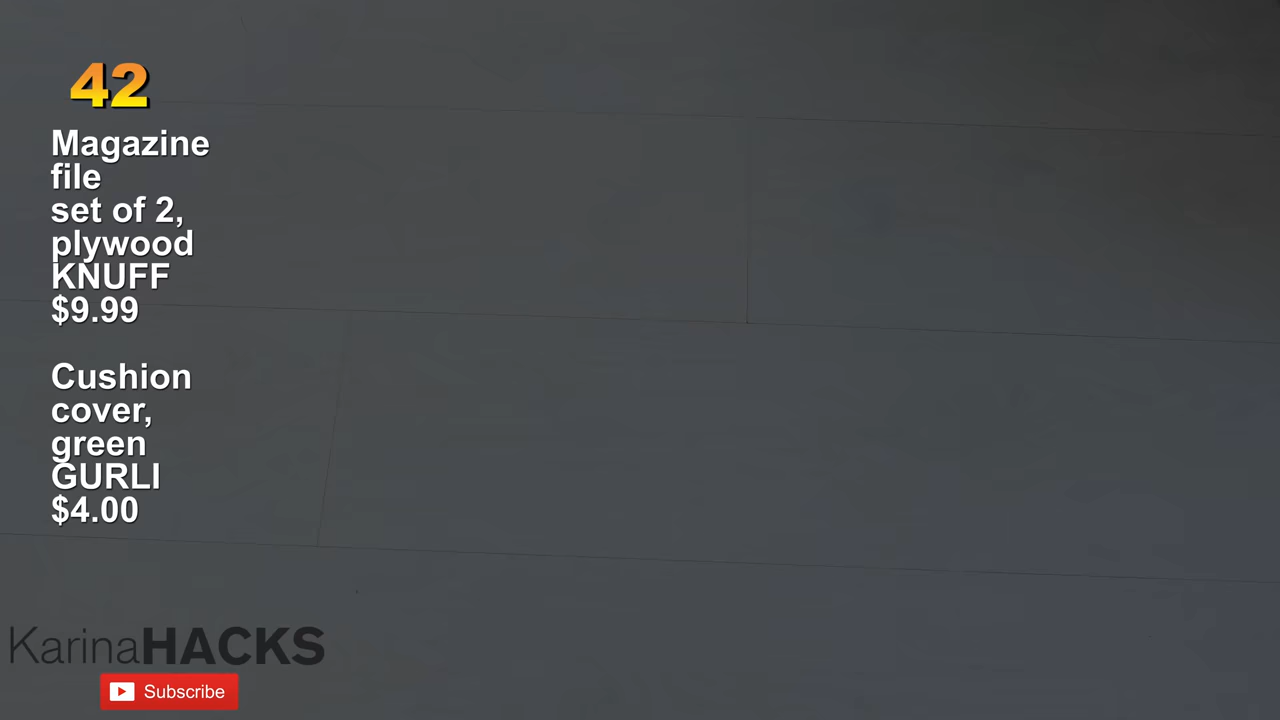 42
Magazine
file
set of 2,
plywood
KNUFF
$9.99
Cushion
cover,
green
GURLI
$4.00
KarinaHACKS
Subscribe